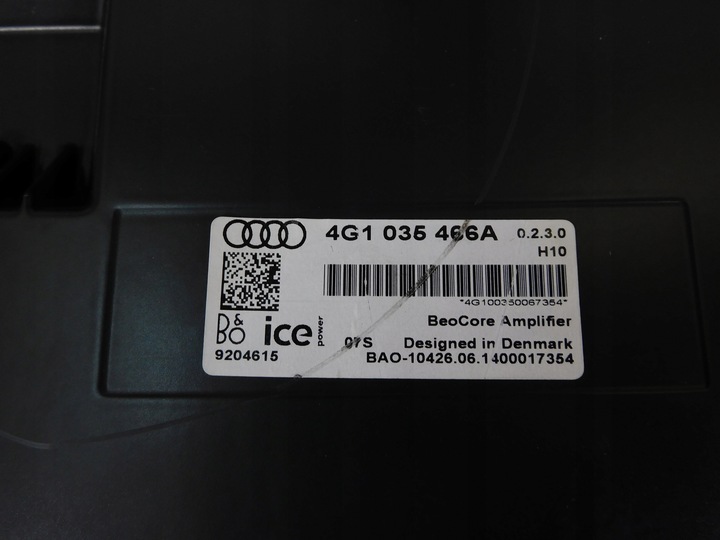 4G1 035 466A 0.2.3.0
H10
*4G100350067354*
B&O ice power
BeoCore Amplifier
07S Designed in Denmark
9204615
BAO-10426.06.1400017354